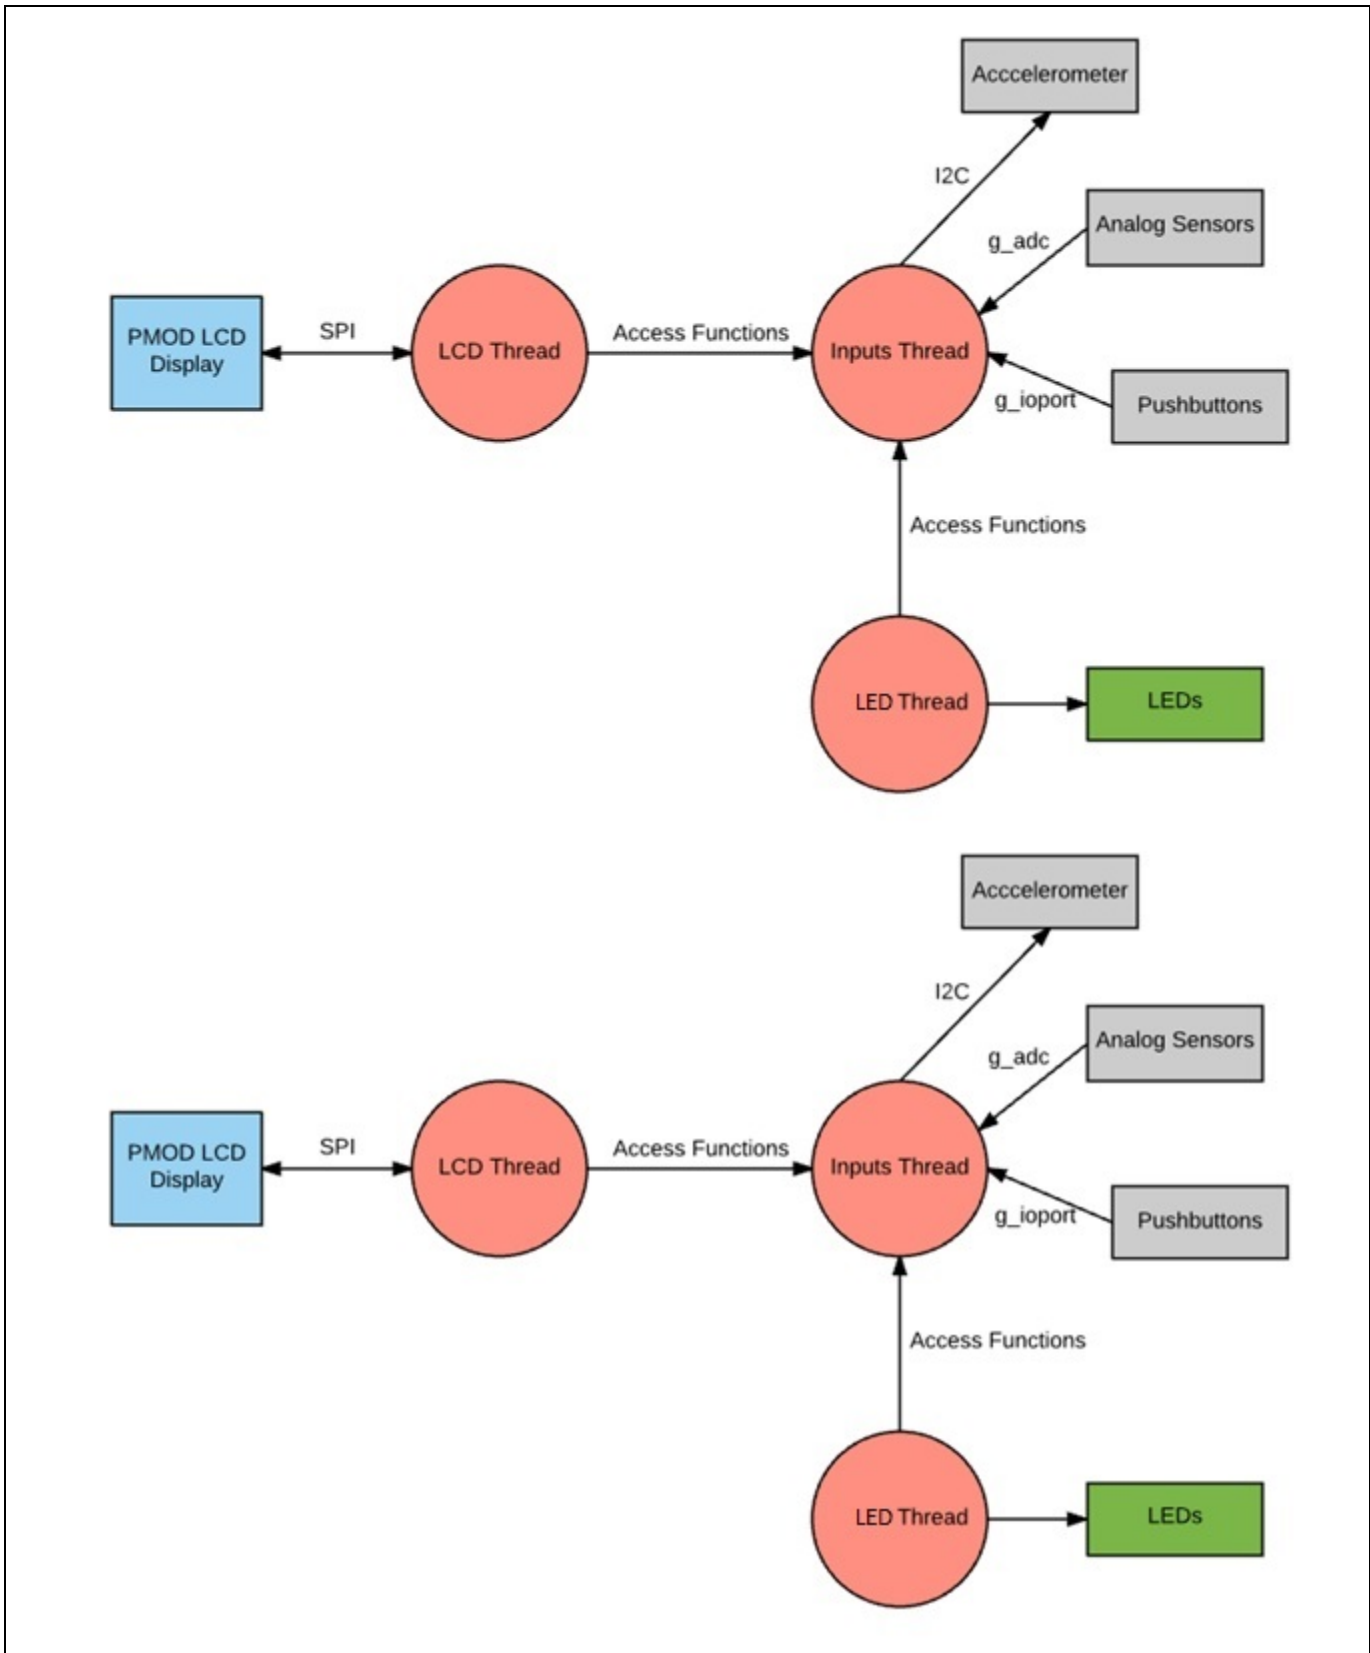 Acccelerometer
I2C
Analog Sensors
g_adc
PMOD LCD
Display
SPI
LCD Thread
Access Functions
Inputs Thread
g_ioport
Pushbuttons
Access Functions
LED Thread
LEDs
Acccelerometer
I2C
Analog Sensors
g_adc
PMOD LCD
Display
SPI
LCD Thread
Access Functions
Inputs Thread
g_ioport
Pushbuttons
Access Functions
LED Thread
LEDs